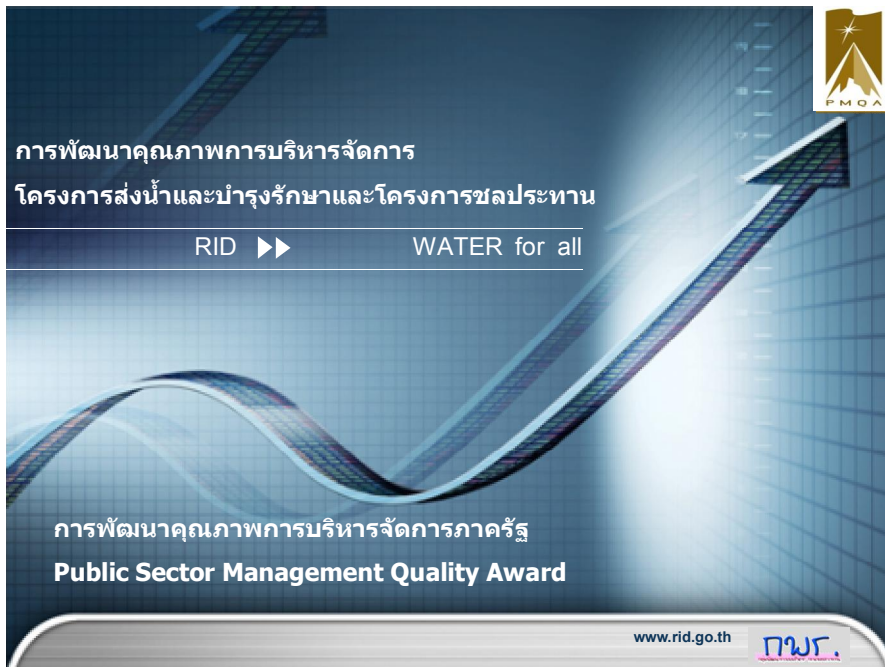 PMQA
การพัฒนาคุณภาพการบริหารจัดการ
โครงการส่งน้ำและบำรุงรักษาและโครงการชลประทาน
RID WATER for all
การพัฒนาคุณภาพการบริหารจัดการภาครัฐ
Public Sector Management Quality Award
www.rid.go.th
กพร.